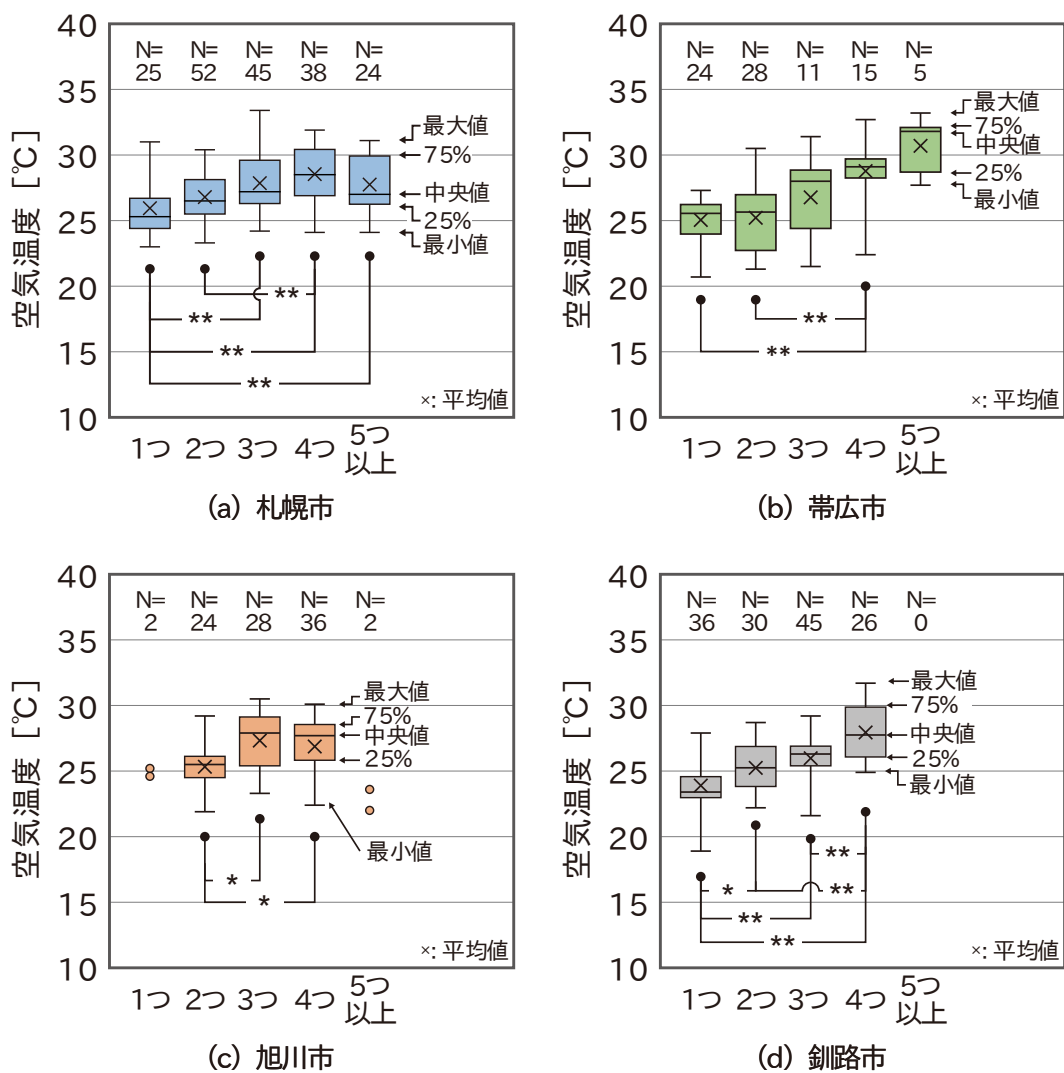 空気温度 [℃]
40
35
30
25
20
15
10
N= N= N= N= N=
25 52 45 38 24
最大値
75%
中央値
25%
最小値
**
**
**
**
×: 平均値
1つ 2つ 3つ 4つ 5つ以上
(a) 札幌市
空気温度 [℃]
40
35
30
25
20
15
10
N= N= N= N= N=
24 28 11 15 5
最大値
75%
中央値
25%
最小値
**
**
×: 平均値
1つ 2つ 3つ 4つ 5つ以上
(b) 帯広市
空気温度 [℃]
40
35
30
25
20
15
10
N= N= N= N= N=
2 24 28 36 2
最大値
75%
中央値
25%
最小値
*
*
×: 平均値
1つ 2つ 3つ 4つ 5つ以上
(c) 旭川市
空気温度 [℃]
40
35
30
25
20
15
10
N= N= N= N= N=
36 30 45 26 0
最大値
75%
中央値
25%
最小値
**
* **
**
**
×: 平均値
1つ 2つ 3つ 4つ 5つ以上
(d) 釧路市